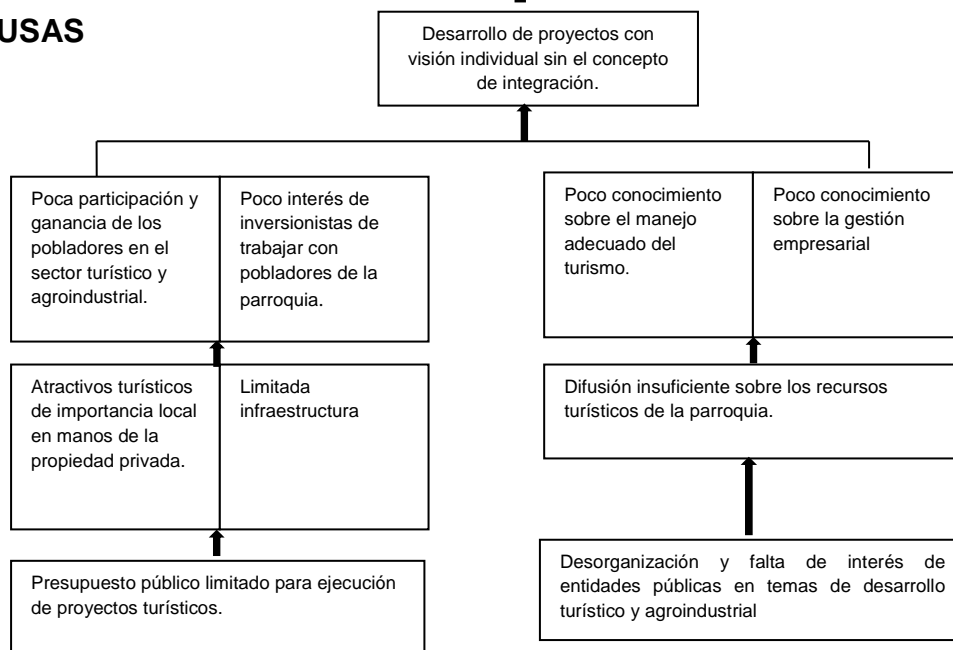 USAS
Desarrollo de proyectos con
visión individual sin el concepto
de integración.
Poca participación y
ganancia de los
pobladores en el
sector turístico y
agroindustrial.
Poco interés de
inversionistas de
trabajar con
pobladores de la
parroquia.
Poco conocimiento
sobre el manejo
adecuado del
turismo.
Poco conocimiento
sobre la gestión
empresarial
Atractivos turísticos
de importancia local
en manos de la
propiedad privada.
Limitada
infraestructura
Difusión insuficiente sobre los recursos
turísticos de la parroquia.
Presupuesto público limitado para ejecución
de proyectos turísticos.
Desorganización y falta de interés de
entidades públicas en temas de desarrollo
turístico y agroindustrial